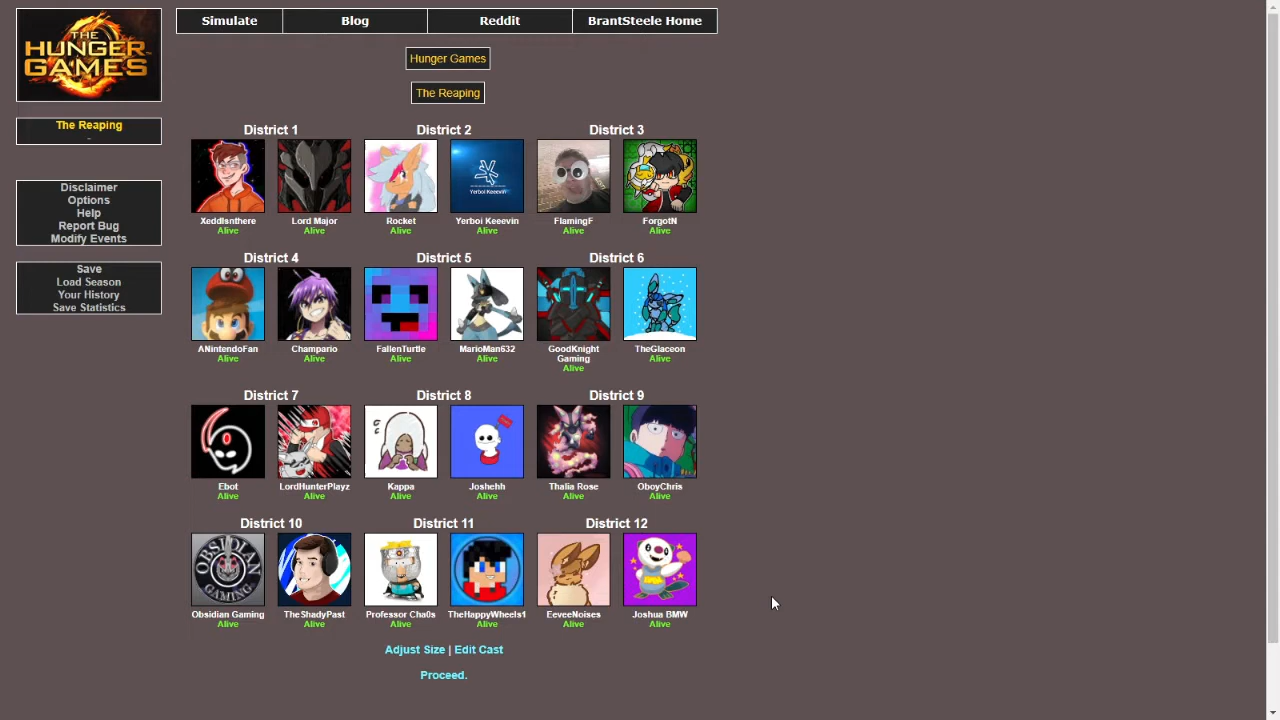 THE
HUNGER
GAMES
Simulate
Blog
Reddit
BrantSteele Home
Hunger Games
The Reaping
The Reaping
-
Disclaimer
Options
Help
Report Bug
Modify Events
Save
Load Season
Your History
Save Statistics
District 1
District 2
District 3
Yerboi Keeevin
XeddIsnthere
Lord Major
Rocket
Yerboi Keeevin
FlamingF
ForgotN
Alive
Alive
Alive
Alive
Alive
Alive
District 4
District 5
District 6
ANintendoFan
Champario
FallenTurtle
MarioMan632
GoodKnight
Gaming
TheGlaceon
Alive
Alive
Alive
Alive
Alive
Alive
District 7
District 8
District 9
Ebot
LordHunterPlayz
Kappa
Joshehh
Thalia Rose
OboyChris
Alive
Alive
Alive
Alive
Alive
Alive
District 10
District 11
District 12
OBSIDIAN
GAMING
Obsidian Gaming
TheShadyPast
Professor Cha0s
TheHappyWheels1
EeveeNoises
Joshua BMW
Alive
Alive
Alive
Alive
Alive
Alive
Adjust Size | Edit Cast
Proceed.